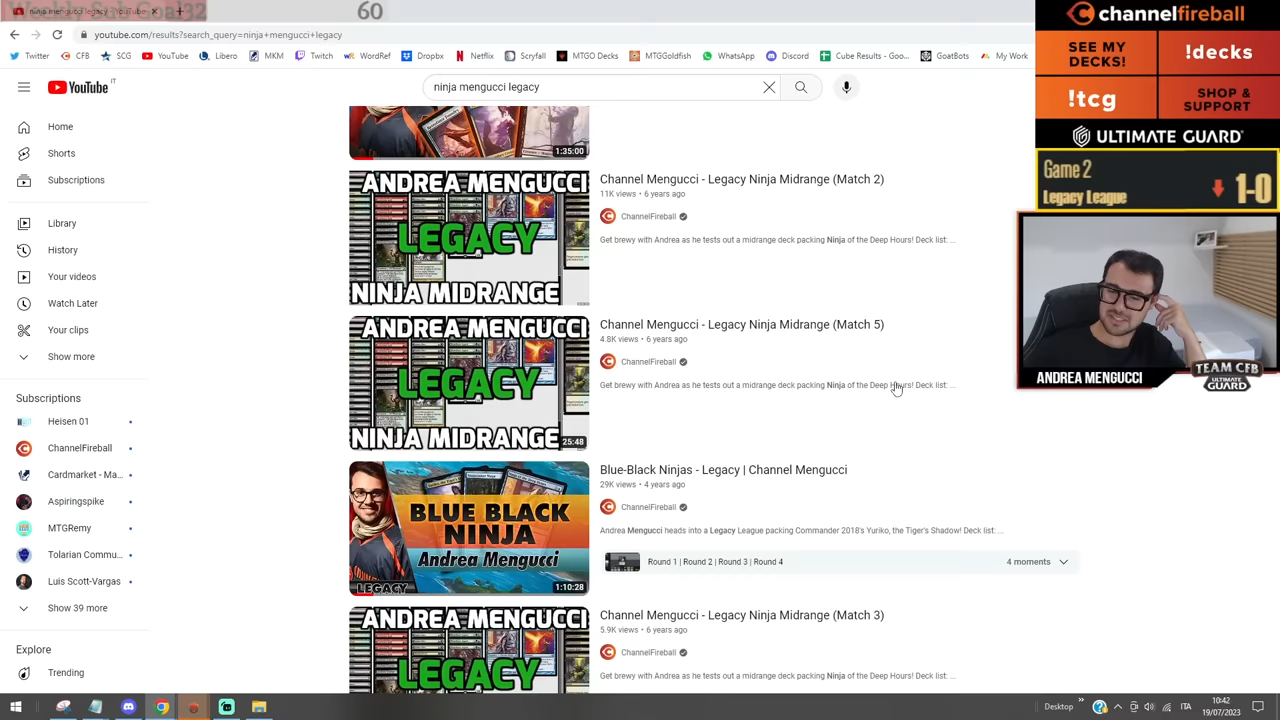 ninja mengucci legacy - YouTube
60
youtube.com/results?search_query=ninja+mengucci+legacy
Twitter
CFB
SCG
YouTube
Libero
MKM
Twitch
WordRef
Dropbx
Netflix
Scryfall
MTGO Decks
MTGGoldfish
WhatsApp
Discord
Cube Results - Goo...
GoatBots
My Work
YouTube IT
ninja mengucci legacy
Home
Shorts
Subscriptions
Library
History
Your videos
Watch Later
Your clips
Show more
Subscriptions
Heisen 01
ChannelFireball
Cardmarket - Ma...
Aspiringspike
MTGRemy
Tolarian Commu...
Luis Scott-Vargas
Show 39 more
Explore
Trending
1:35:00
ANDREA MENGUCCI
LEGACY
NINJA MIDRANGE
Channel Mengucci - Legacy Ninja Midrange (Match 2)
11K views • 6 years ago
ChannelFireball
Get brewy with Andrea as he tests out a midrange deck packing Ninja of the Deep Hours! Deck list: ...
ANDREA MENGUCCI
LEGACY
NINJA MIDRANGE
25:48
Channel Mengucci - Legacy Ninja Midrange (Match 5)
4.8K views • 6 years ago
ChannelFireball
Get brewy with Andrea as he tests out a midrange deck packing Ninja of the Deep Hours! Deck list: ...
BLUE BLACK
NINJA
Andrea Mengucci
LEGACY
1:10:28
Blue-Black Ninjas - Legacy | Channel Mengucci
29K views • 4 years ago
ChannelFireball
Andrea Mengucci heads into a Legacy League packing Commander 2018's Yuriko, the Tiger's Shadow! Deck list: ...
Round 1 | Round 2 | Round 3 | Round 4
4 moments
ANDREA MENGUCCI
LEGACY
Channel Mengucci - Legacy Ninja Midrange (Match 3)
5.9K views • 6 years ago
ChannelFireball
Get brewy with Andrea as he tests out a midrange deck packing Ninja of the Deep Hours! Deck list: ...
channelfireball
SEE MY
DECKS!
!decks
!tcg
SHOP &
SUPPORT
ULTIMATE GUARD
Game 2
Legacy League
1-0
ANDREA MENGUCCI
TEAM CFB
ULTIMATE
GUARD
Desktop
ITA
10:42
19/07/2023